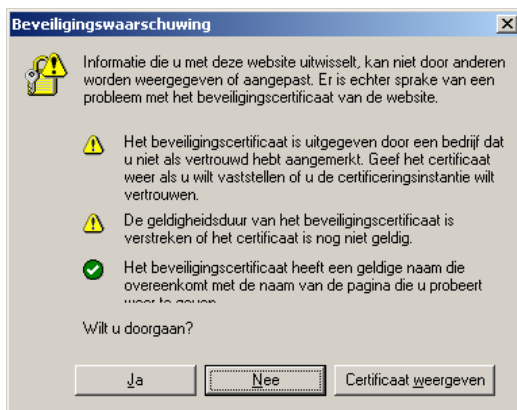 Beveiligingswaarschuwing
Informatie die u met deze website uitwisselt, kan niet door anderen
worden weergegeven of aangepast. Er is echter sprake van een
probleem met het beveiligingscertificaat van de website.
Het beveiligingscertificaat is uitgegeven door een bedrijf dat
u niet als vertrouwd hebt aangemerkt. Geef het certificaat
weer als u wilt vaststellen of u de certificeringsinstantie wilt
vertrouwen.
De geldigheidsduur van het beveiligingscertificaat is
verstreken of het certificaat is nog niet geldig.
Het beveiligingscertificaat heeft een geldige naam die
overeenkomt met de naam van de pagina die u probeert
Wilt u doorgaan?
Ja
Nee
Certificaat weergeven